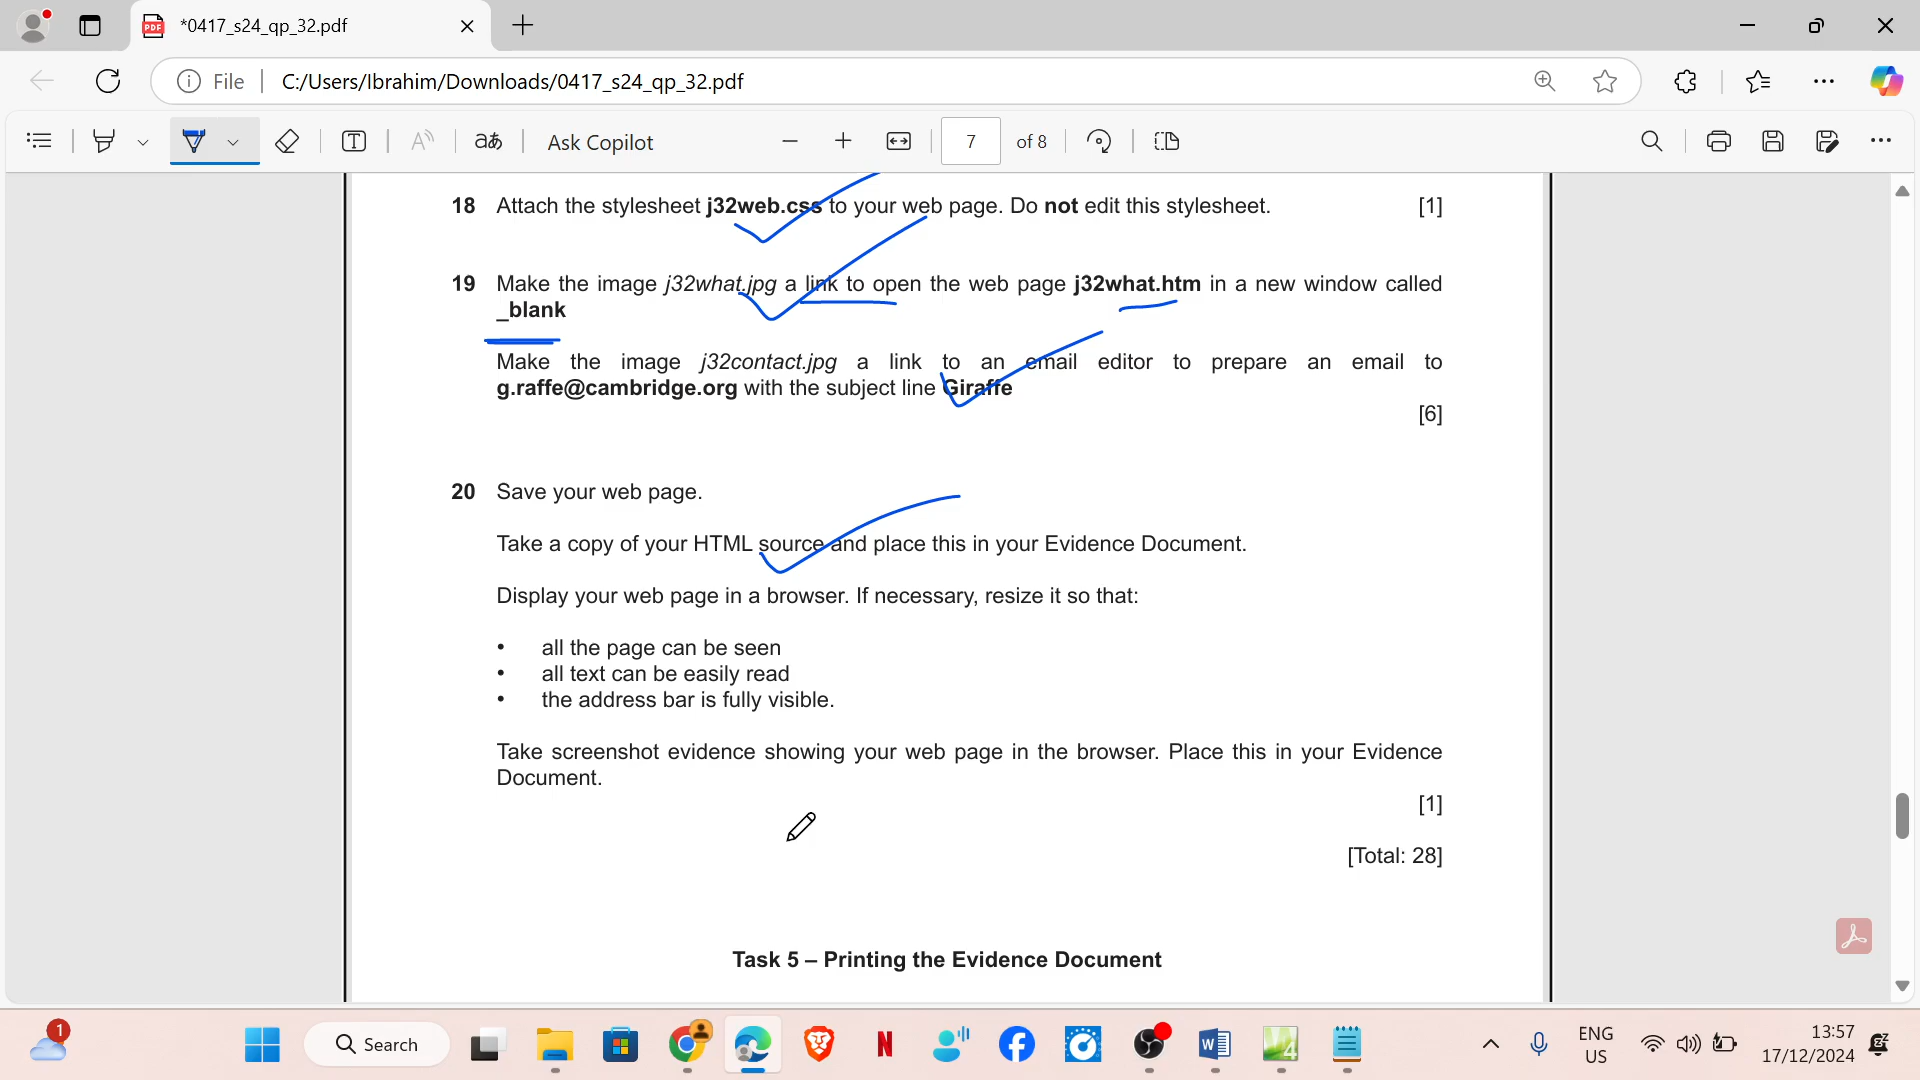 *0417_s24_qp_32.pdf
File
C:/Users/Ibrahim/Downloads/0417_s24_qp_32.pdf
Ask Copilot
7
of 8
18 Attach the stylesheet j32web.css to your web page. Do not edit this stylesheet. [1]
19 Make the image j32what.jpg a link to open the web page j32what.htm in a new window called
_blank
Make the image j32contact.jpg a link to an email editor to prepare an email to
g.raffe@cambridge.org with the subject line Giraffe
[6]
20 Save your web page.
Take a copy of your HTML source and place this in your Evidence Document.
Display your web page in a browser. If necessary, resize it so that:
• all the page can be seen
• all text can be easily read
• the address bar is fully visible.
Take screenshot evidence showing your web page in the browser. Place this in your Evidence
Document.
[1]
[Total: 28]
Task 5 – Printing the Evidence Document
1
Search
ENG
US
13:57
17/12/2024